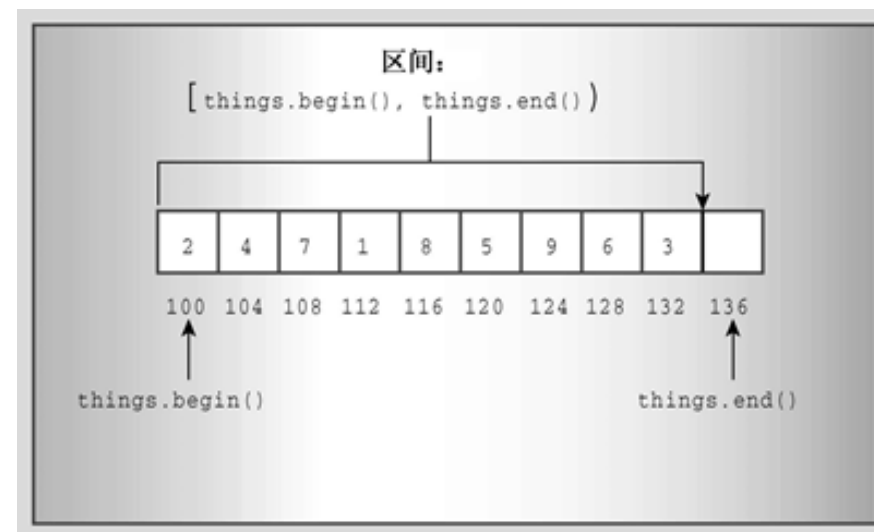 区间：
[things.begin(), things.end())
2 4 7 1 8 5 9 6 3
100 104 108 112 116 120 124 128 132 136
things.begin() things.end()